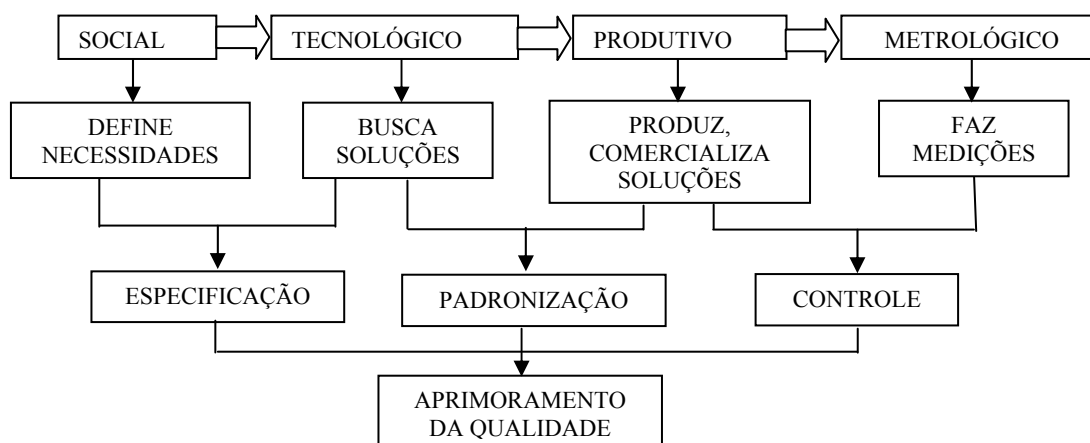 SOCIAL
TECNOLÓGICO
PRODUTIVO
METROLÓGICO
DEFINE
NECESSIDADES
BUSCA
SOLUÇÕES
PRODUZ,
COMERCIALIZA
SOLUÇÕES
FAZ
MEDIÇÕES
ESPECIFICAÇÃO
PADRONIZAÇÃO
CONTROLE
APRIMORAMENTO
DA QUALIDADE